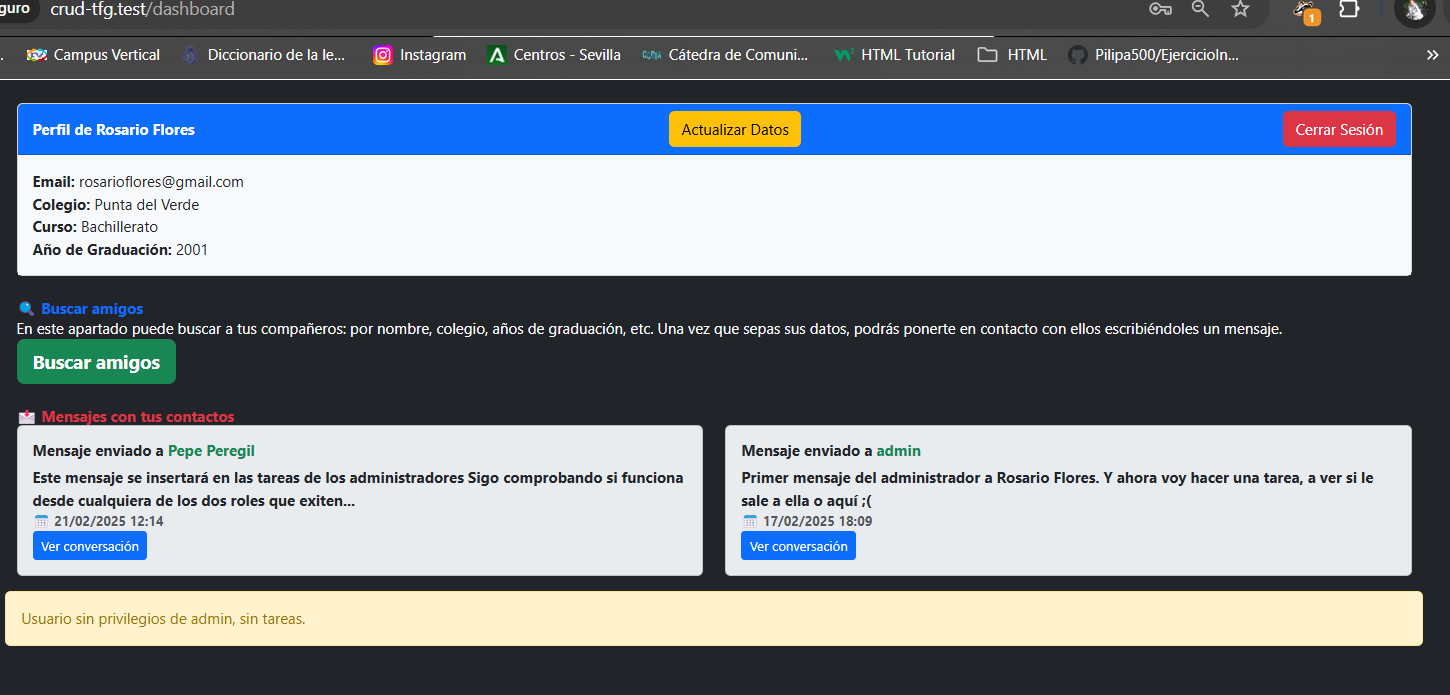 guro
crud-tfg.test/dashboard
1
Campus Vertical
Diccionario de la le...
Instagram
Centros - Sevilla
Cátedra de Comuni...
HTML Tutorial
HTML
Pilipa500/EjercicioIn...
»
Perfil de Rosario Flores
Actualizar Datos
Cerrar Sesión
Email: rosarioflores@gmail.com
Colegio: Punta del Verde
Curso: Bachillerato
Año de Graduación: 2001
Buscar amigos
En este apartado puede buscar a tus compañeros: por nombre, colegio, años de graduación, etc. Una vez que sepas sus datos, podrás ponerte en contacto con ellos escribiéndoles un mensaje.
Buscar amigos
Mensajes con tus contactos
Mensaje enviado a Pepe Peregil
Este mensaje se insertará en las tareas de los administradores Sigo comprobando si funciona
desde cualquiera de los dos roles que exiten...
21/02/2025 12:14
Ver conversación
Mensaje enviado a admin
Primer mensaje del administrador a Rosario Flores. Y ahora voy hacer una tarea, a ver si le
sale a ella o aquí ;(
17/02/2025 18:09
Ver conversación
Usuario sin privilegios de admin, sin tareas.